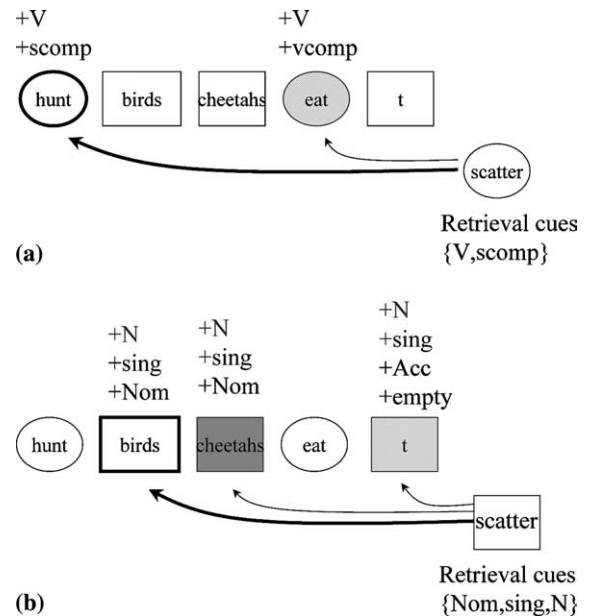 +V +V
+scomp +vcomp
hunt birds cheetahs eat t
scatter
Retrieval cues
{V,scomp}
(a)
+N
+N +N +sing
+sing +sing +Acc
+Nom +Nom +empty
hunt birds cheetahs eat t
scatter
Retrieval cues
{Nom,sing,N}
(b)